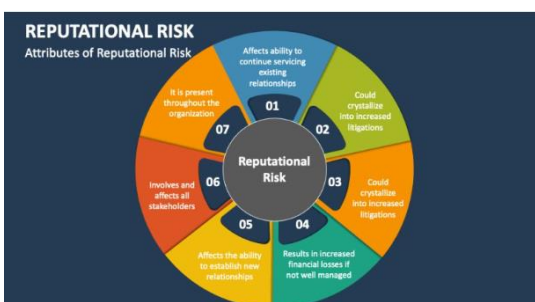 REPUTATIONAL RISK
Attributes of Reputational Risk
Affects ability to
continue servicing
existing
relationships
01
Could
crystallize
into increased
litigations
02
Could
crystallize
into increased
litigations
03
Results in increased
financial losses if
not well managed
04
Affects the ability
to establish new
relationships
05
Involves and
affects all
stakeholders
06
It is present
throughout the
organization
07
Reputational
Risk